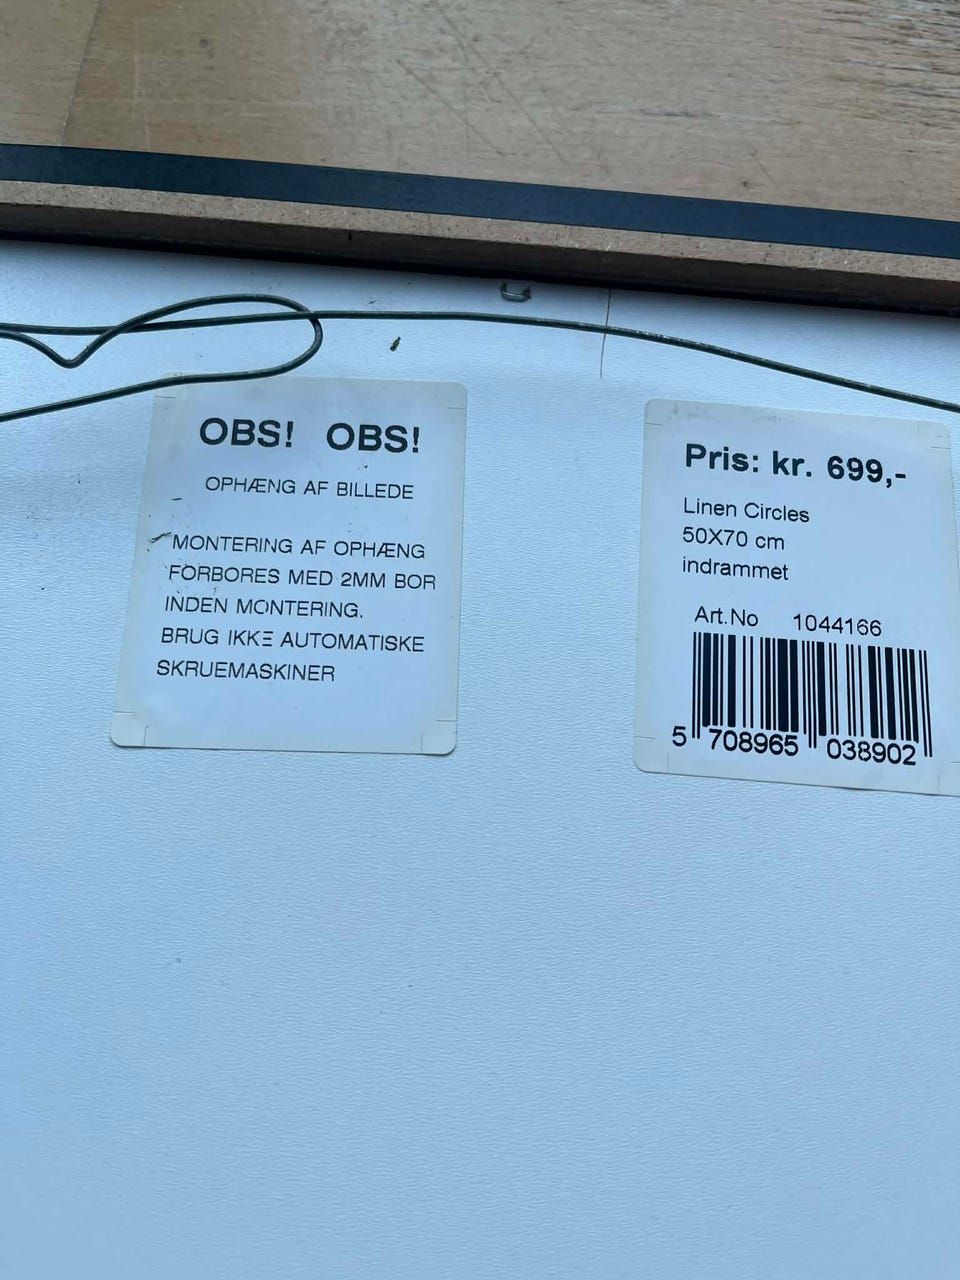 OBS! OBS!
OPHÆNG AF BILLEDE
MONTERING AF OPHÆNG
FORBORES MED 2MM BOR
INDEN MONTERING.
BRUG IKKE AUTOMATISKE
SKRUEMASKINER
Pris: kr. 699,-
Linen Circles
50X70 cm
indrammet
Art.No 1044166
5 708965 038902